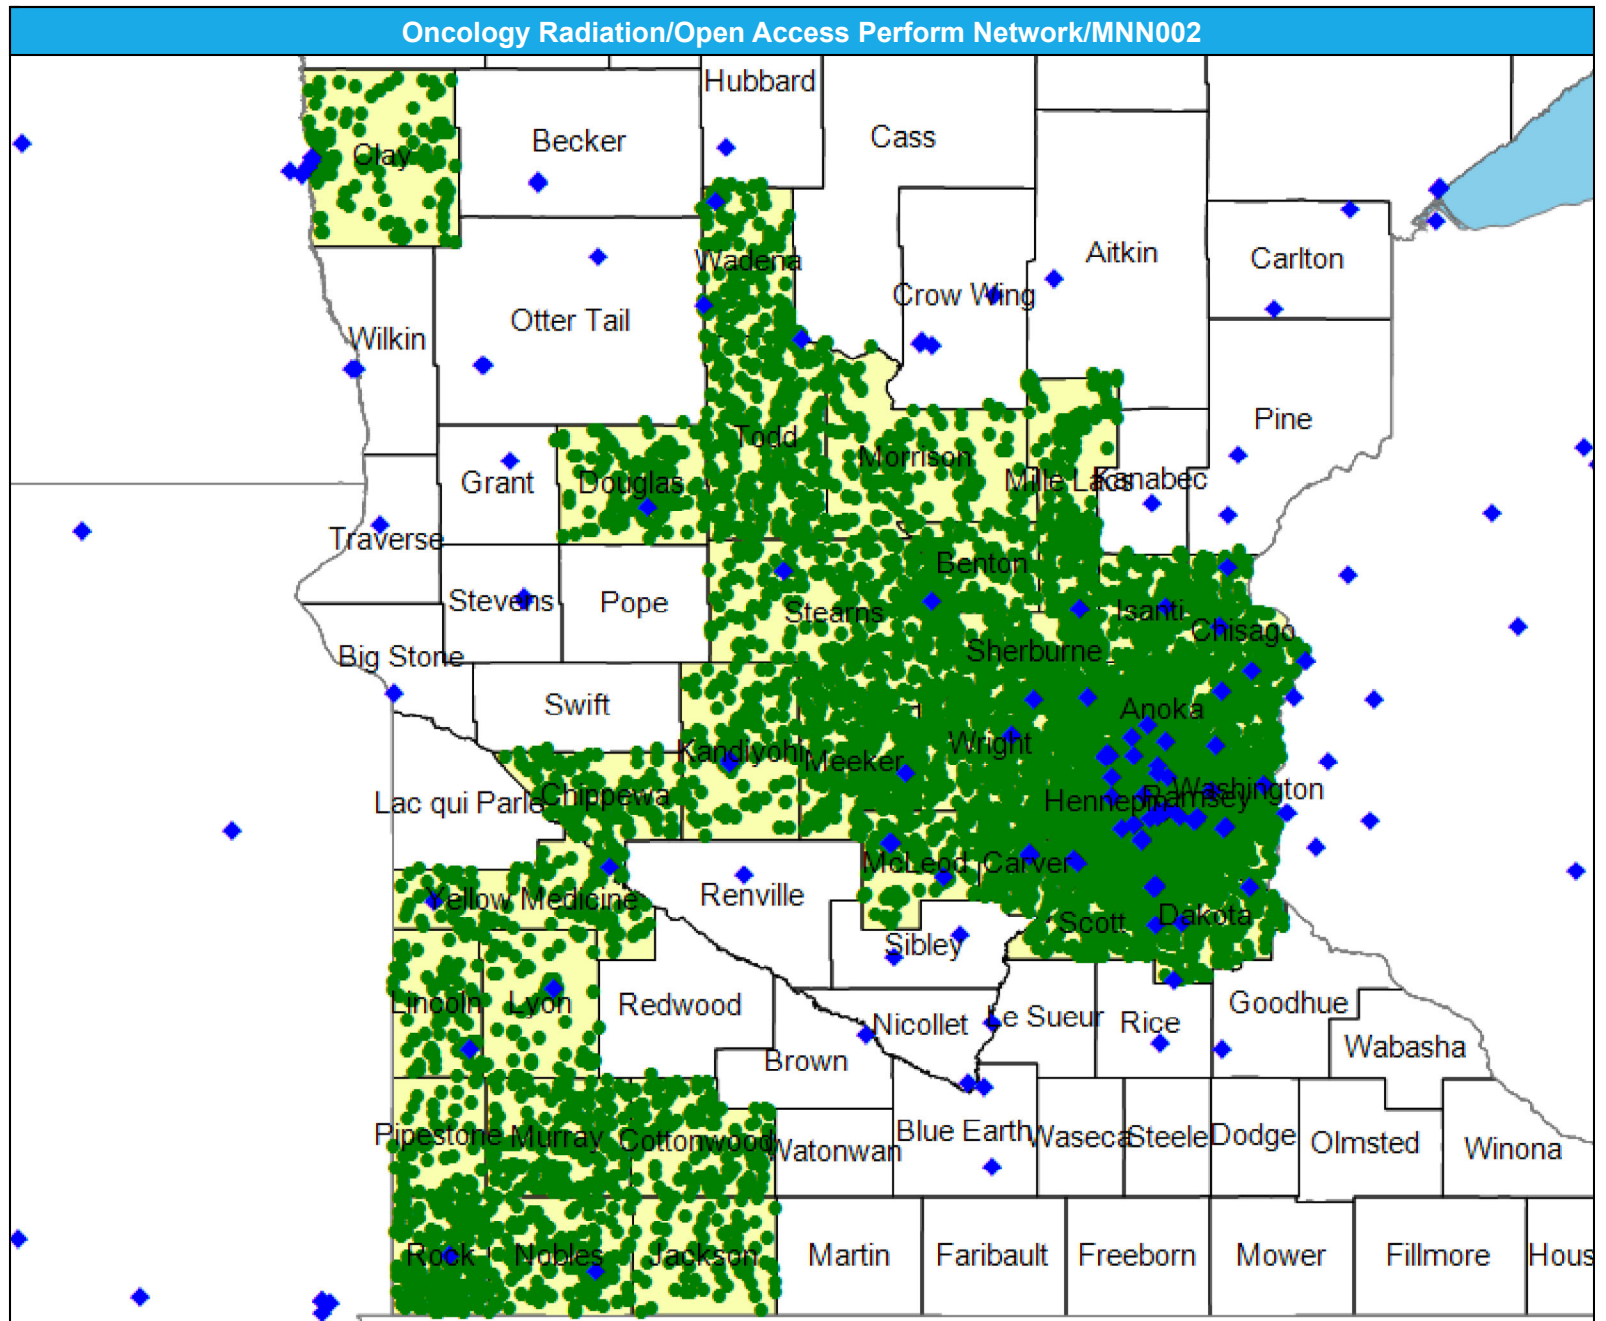 Oncology Radiation/Open Access Perform Network/MNN002
Hubbard
Cass
Becker
Clay
Wadena
Aitkin
Carlton
Crow Wing
Otter Tail
Wilkin
Pine
Todd
Morrison
Mille Lacs
Kanabec
Grant
Douglas
Traverse
Benton
Stevens
Pope
Stearns
Isanti
Chisago
Sherburne
Big Stone
Swift
Anoka
Wright
Kandiyohi
Meeker
Lac qui Parle
Chippewa
Hennepin
Ramsey
Washington
McLeod
Carver
Yellow Medicine
Renville
Scott
Dakota
Sibley
Lincoln
Lyon
Redwood
Nicollet
Le Sueur
Rice
Goodhue
Brown
Wabasha
Pipestone
Murray
Cottonwood
Watonwan
Blue Earth
Waseca
Steele
Dodge
Olmsted
Winona
Rock
Nobles
Jackson
Martin
Faribault
Freeborn
Mower
Fillmore
Hous